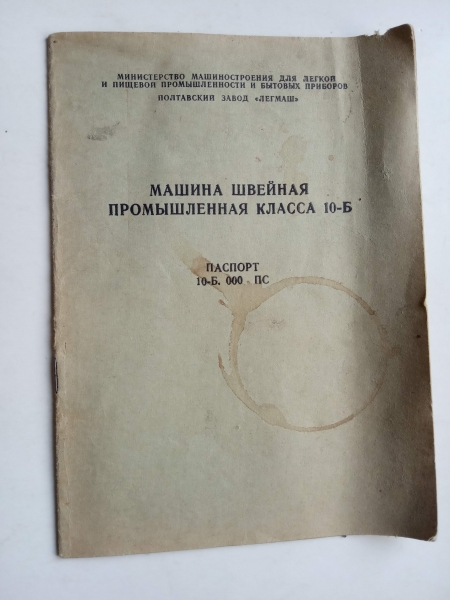 МИНИСТЕРСТВО МАШИНОСТРОЕНИЯ ДЛЯ ЛЕГКОЙ
И ПИЩЕВОЙ ПРОМЫШЛЕННОСТИ И БЫТОВЫХ ПРИБОРОВ
ПОЛТАВСКИЙ ЗАВОД «ЛЕГМАШ»
МАШИНА ШВЕЙНАЯ
ПРОМЫШЛЕННАЯ КЛАССА 10-Б
ПАСПОРТ
10-Б. 000 ПС